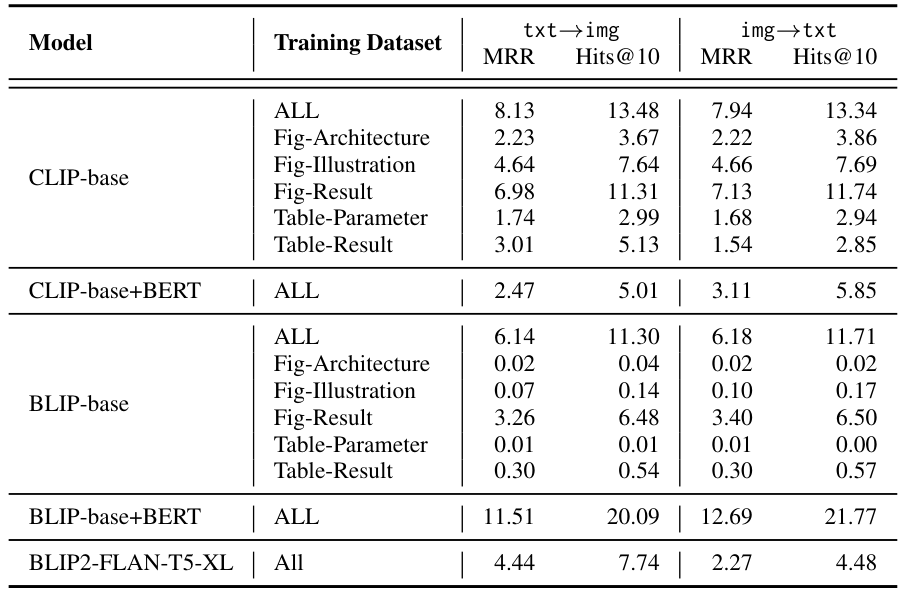 Model Training Dataset txt→img img→txt
MRR Hits@10 MRR Hits@10
CLIP-base
ALL 8.13 13.48 7.94 13.34
Fig-Architecture 2.23 3.67 2.22 3.86
Fig-Illustration 4.64 7.64 4.66 7.69
Fig-Result 6.98 11.31 7.13 11.74
Table-Parameter 1.74 2.99 1.68 2.94
Table-Result 3.01 5.13 1.54 2.85
CLIP-base+BERT ALL 2.47 5.01 3.11 5.85
BLIP-base
ALL 6.14 11.30 6.18 11.71
Fig-Architecture 0.02 0.04 0.02 0.02
Fig-Illustration 0.07 0.14 0.10 0.17
Fig-Result 3.26 6.48 3.40 6.50
Table-Parameter 0.01 0.01 0.01 0.00
Table-Result 0.30 0.54 0.30 0.57
BLIP-base+BERT ALL 11.51 20.09 12.69 21.77
BLIP2-FLAN-T5-XL All 4.44 7.74 2.27 4.48